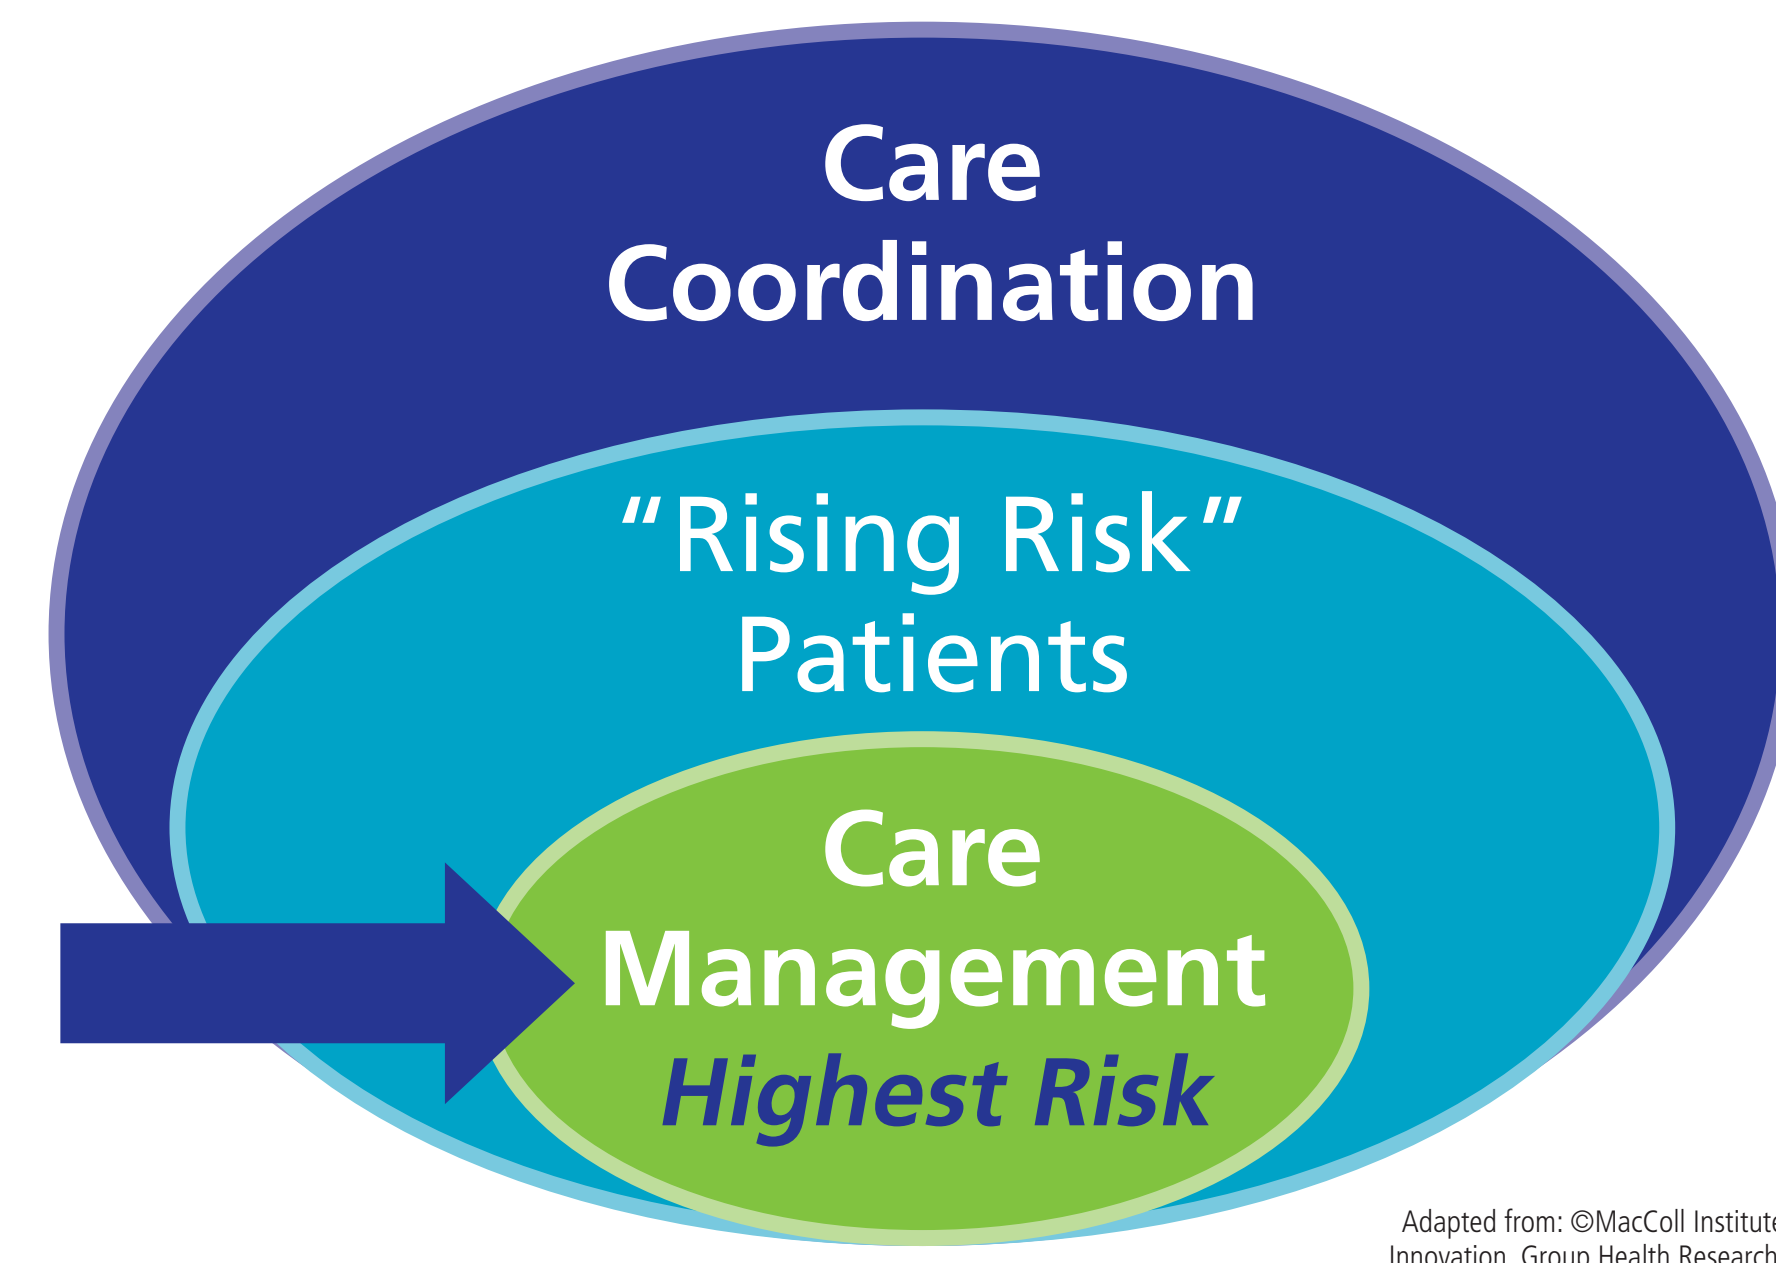 Care
Coordination
“Rising Risk”
Patients
Care
Management
Highest Risk
Adapted from: ©MacColl Institute
Innovation, Group Health Research